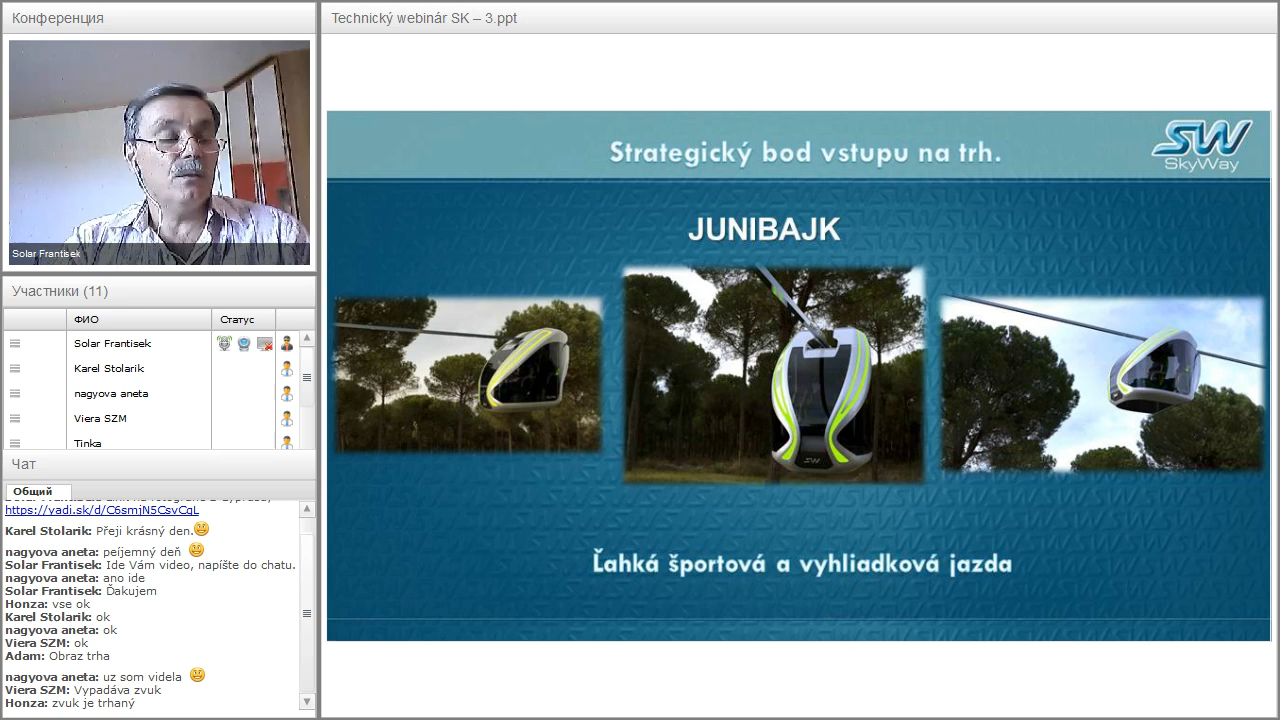 Конференция
Solar Frantisek
Участники (11)
ФИО
Статус
Solar Frantisek
Karel Stolarik
nagyova aneta
Viera SZM
Tinka
Чат
Общий
https://yadi.sk/d/C6smjN5CsvCqL
Karel Stolarik: Přeji krásný den.
nagyova aneta: peíjemný deň
Solar Frantisek: Ide Vám video, napíšte do chatu.
nagyova aneta: ano ide
Solar Frantisek: Ďakujem
Honza: vse ok
Karel Stolarik: ok
nagyova aneta: ok
Viera SZM: ok
Adam: Obraz trha
nagyova aneta: uz som videla
Viera SZM: Vypadáva zvuk
Honza: zvuk je trhaný
Technický webinár SK – 3.ppt
Strategický bod vstupu na trh.
SW
SkyWay
JUNIBAJK
SW
Ľahká športová a vyhliadková jazda